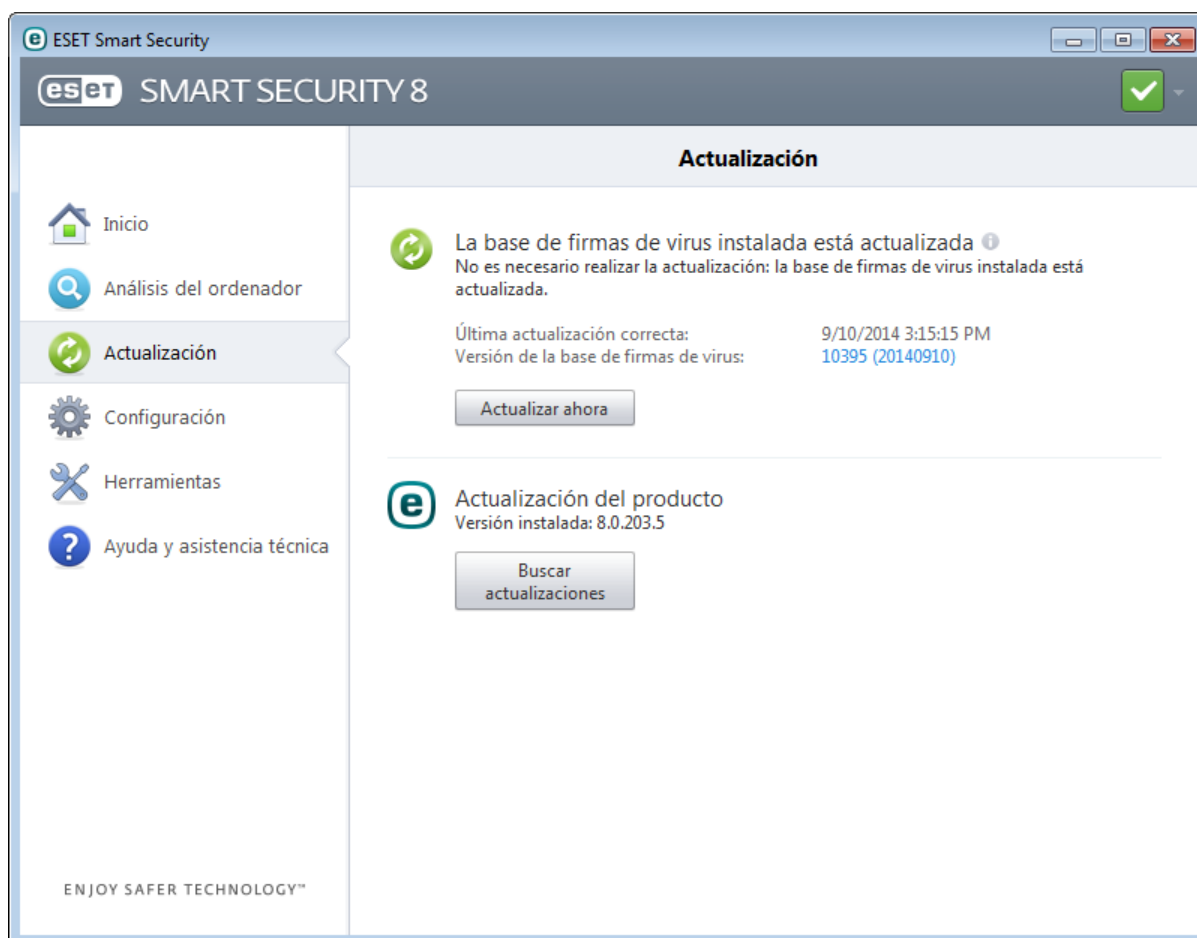 ESET Smart Security
eset SMART SECURITY 8
Actualización
Inicio
Análisis del ordenador
Actualización
Configuración
Herramientas
Ayuda y asistencia técnica
ENJOY SAFER TECHNOLOGY™
La base de firmas de virus instalada está actualizada
No es necesario realizar la actualización: la base de firmas de virus instalada está
actualizada.
Última actualización correcta: 9/10/2014 3:15:15 PM
Versión de la base de firmas de virus: 10395 (20140910)
Actualizar ahora
Actualización del producto
Versión instalada: 8.0.203.5
Buscar
actualizaciones